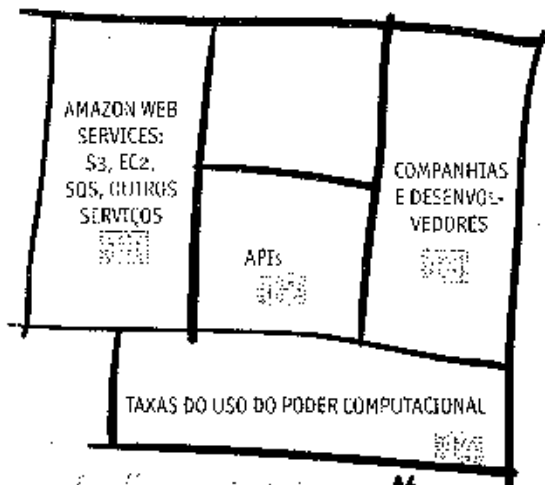 AMAZON WEB
SERVICES:
S3, EC2,
SQS, OUTROS
SERVIÇOS
APIs
COMPANHIAS
E DESENVOL-
VEDORES
TAXAS DO USO DO PODER COMPUTACIONAL